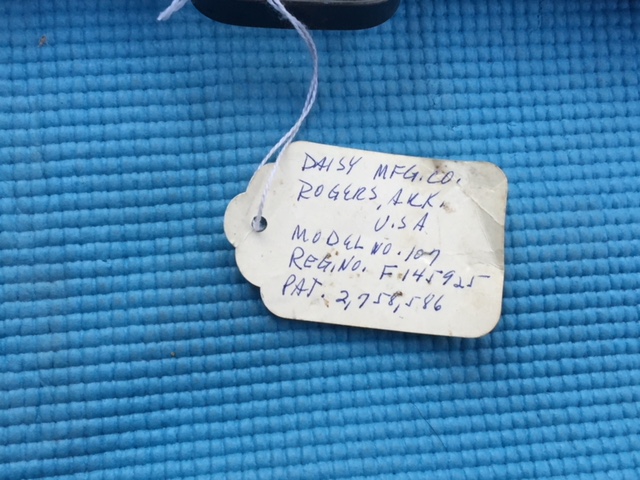 DAISY MFG. CO.
ROGERS, ARK.
U.S.A
MODEL NO. 107
REG. NO. F 145925
PAT. 2,758,586